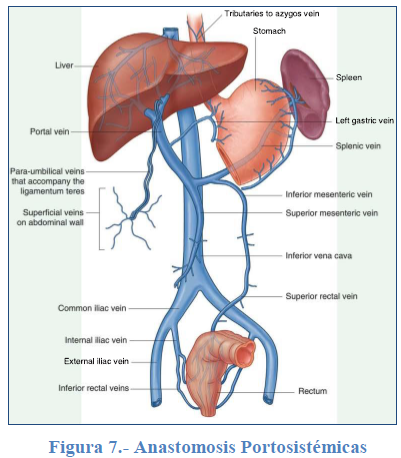 Tributaries to azygos vein
Stomach
Liver
Spleen
Left gastric vein
Portal vein
Splenic vein
Para-umbilical veins
that accompany the
ligamentum teres
Inferior mesenteric vein
Superficial veins
on abdominal wall
Superior mesenteric vein
Inferior vena cava
Superior rectal vein
Common iliac vein
Internal iliac vein
External iliac vein
Inferior rectal veins
Rectum
Figura 7.- Anastomosis Portosistémicas